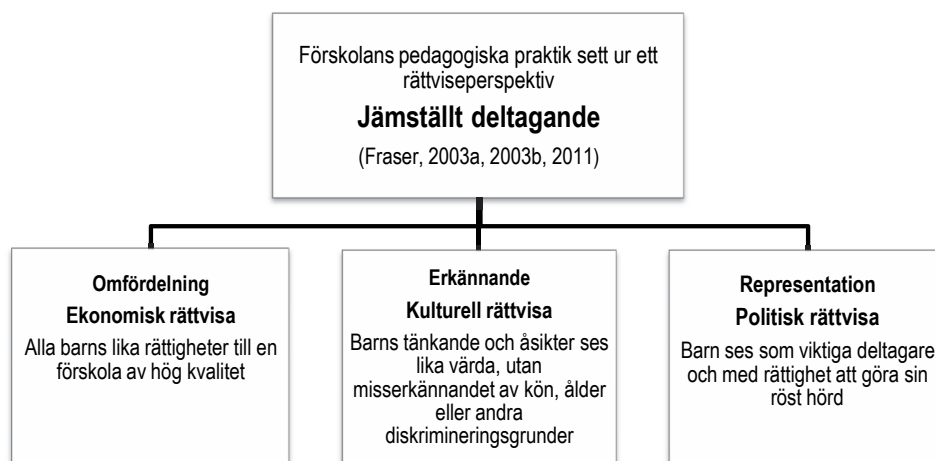 Förskolans pedagogiska praktik sett ur ett
rättviseperspektiv
Jämställt deltagande
(Fraser, 2003a, 2003b, 2011)
Omfördelning
Ekonomisk rättvisa
Alla barns lika rättigheter till en
förskola av hög kvalitet
Erkännande
Kulturell rättvisa
Barns tänkande och åsikter ses
lika värda, utan
misserkännandet av kön, ålder
eller andra
diskrimineringsgrunder
Representation
Politisk rättvisa
Barn ses som viktiga deltagare
och med rättighet att göra sin
röst hörd